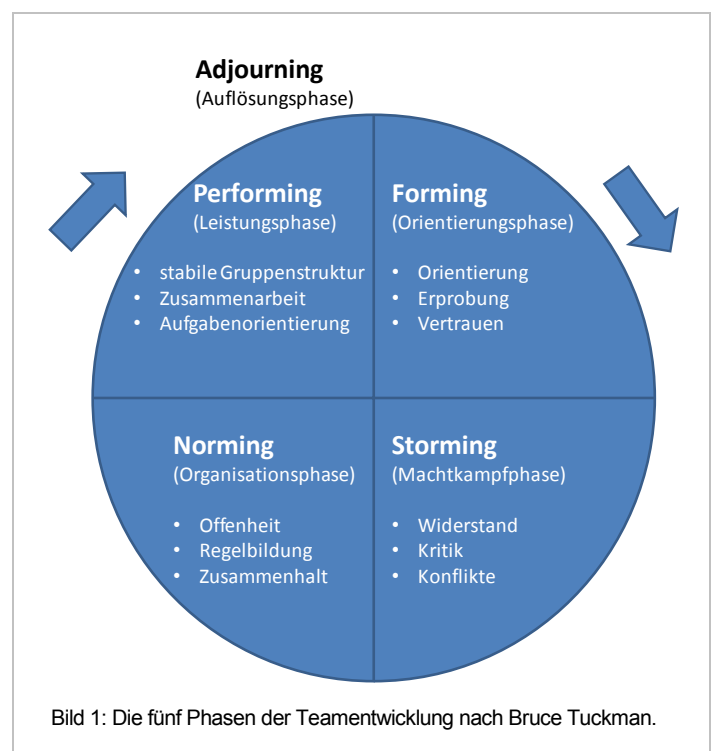 Adjourning
(Auflösungsphase)
Performing
(Leistungsphase)
• stabile Gruppenstruktur
• Zusammenarbeit
• Aufgabenorientierung
Forming
(Orientierungsphase)
• Orientierung
• Erprobung
• Vertrauen
Norming
(Organisationsphase)
• Offenheit
• Regelbildung
• Zusammenhalt
Storming
(Machtkampfphase)
• Widerstand
• Kritik
• Konflikte
Bild 1: Die fünf Phasen der Teamentwicklung nach Bruce Tuckman.